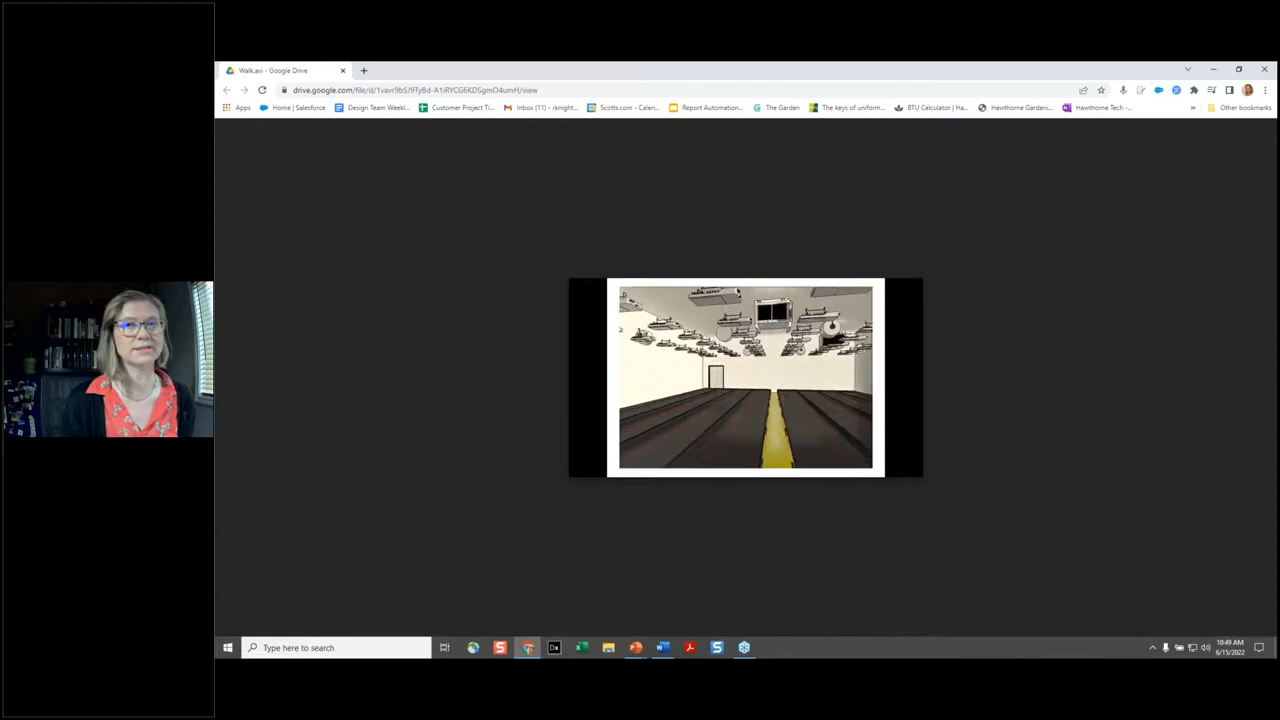 Walk.avi - Google Drive
drive.google.com/file/d/1vavr9bSJ9TyBd-A1iRYCG6KDSgmO4umH/view
Apps Home | Salesforce Design Team Weekl... Customer Project Ti... Inbox (11) - rknight... Scotts.com - Calen... Report Automation... The Garden The keys of uniform... BTU Calculator | Ha... Hawthorne Gardeni... Hawthorne Tech -... » Other bookmarks
Type here to search
10:49 AM
6/15/2022